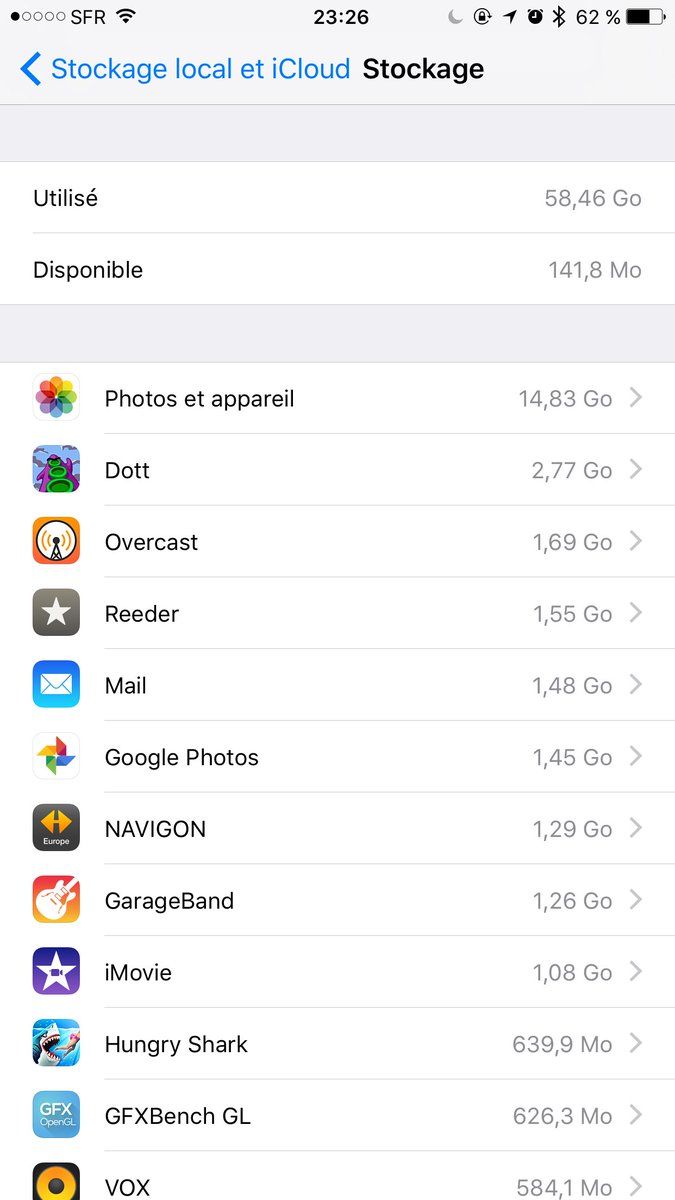 SFR 23:26 62 %
Stockage local et iCloud Stockage
Utilisé 58,46 Go
Disponible 141,8 Mo
Photos et appareil 14,83 Go
Dott 2,77 Go
Overcast 1,69 Go
Reeder 1,55 Go
Mail 1,48 Go
Google Photos 1,45 Go
NAVIGON 1,29 Go
Europe
GarageBand 1,26 Go
iMovie 1,08 Go
Hungry Shark 639,9 Mo
GFX
OpenGL
GFXBench GL 626,3 Mo
VOX 584,1 Mo